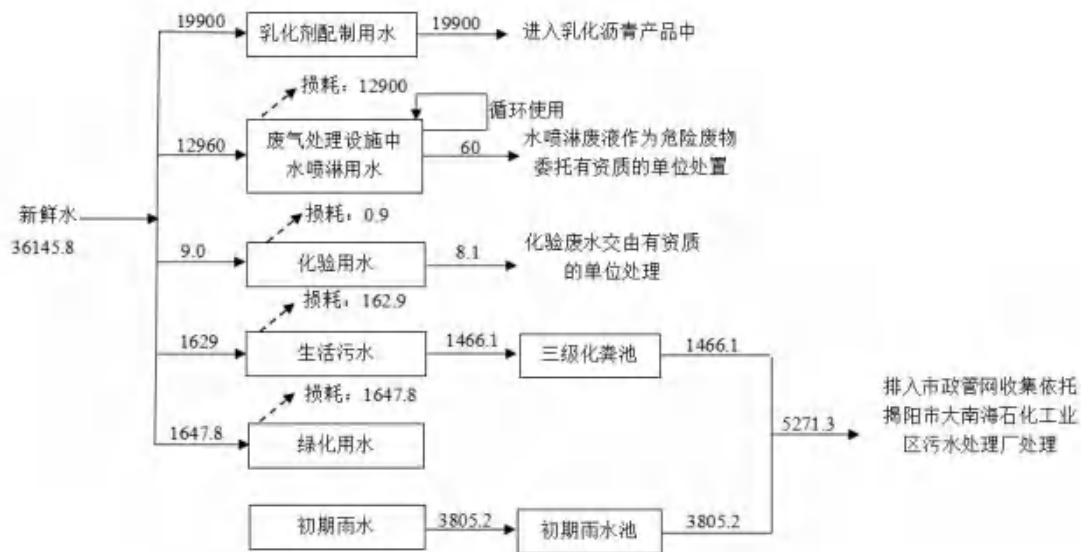 19900
乳化剂配制用水
19900
进入乳化沥青产品中
损耗：12900
循环使用
12960
废气处理设施中
水喷淋用水
60
水喷淋废液作为危险废物
委托有资质的单位处置
新鲜水
36145.8
损耗：0.9
9.0
化验用水
8.1
化验废水交由有资质
的单位处理
损耗：162.9
1629
生活污水
1466.1
三级化粪池
1466.1
损耗：1647.8
1647.8
绿化用水
5271.3
排入市政管网收集依托
揭阳市大南海石化工业
区污水处理厂处理
初期雨水
3805.2
初期雨水池
3805.2